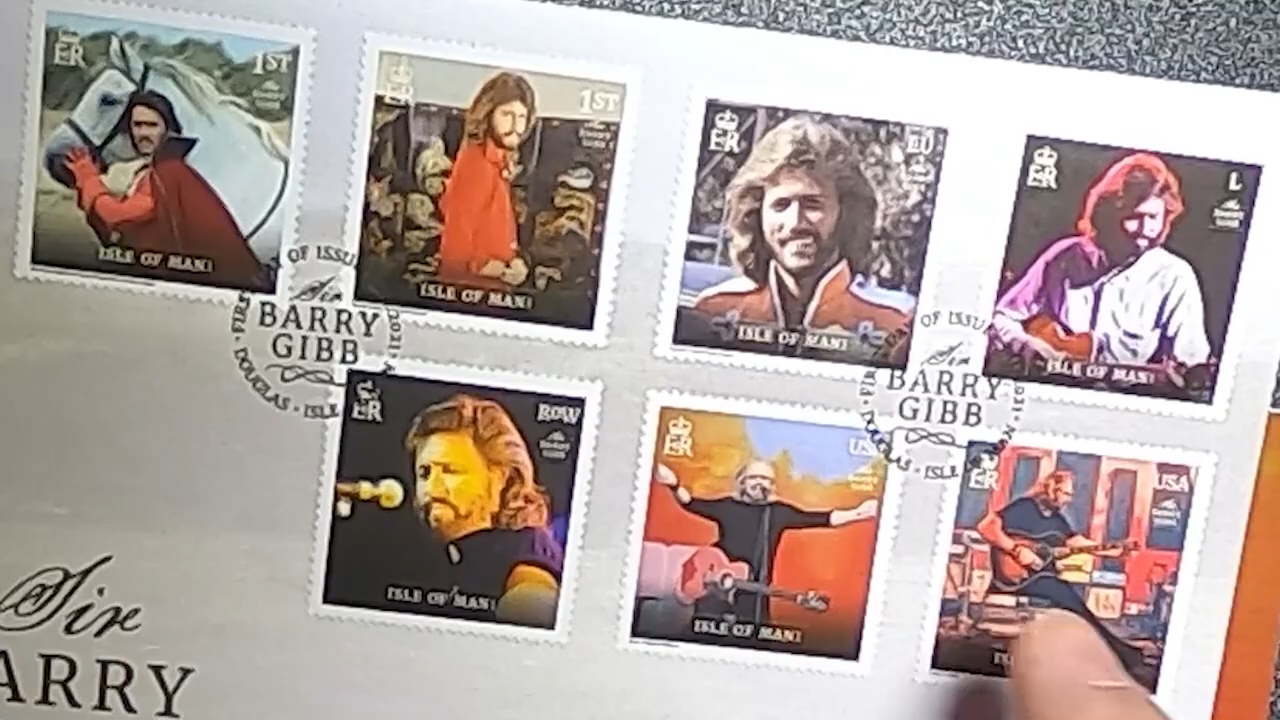 ER
1ST
ISLE OF MAN
ER
1ST
ISLE OF MAN
ER
EU
ISLE OF MAN
ER
L
ISLE OF MAN
OF ISSU
Sir
BARRY
GIBB
DOUGLAS · ISLE
OF ISSU
Sir
BARRY
GIBB
DOUGLAS · ISLE
ER
ROW
ISLE OF MAN
ER
US
ISLE OF MAN
ER
USA
Sir
ARRY